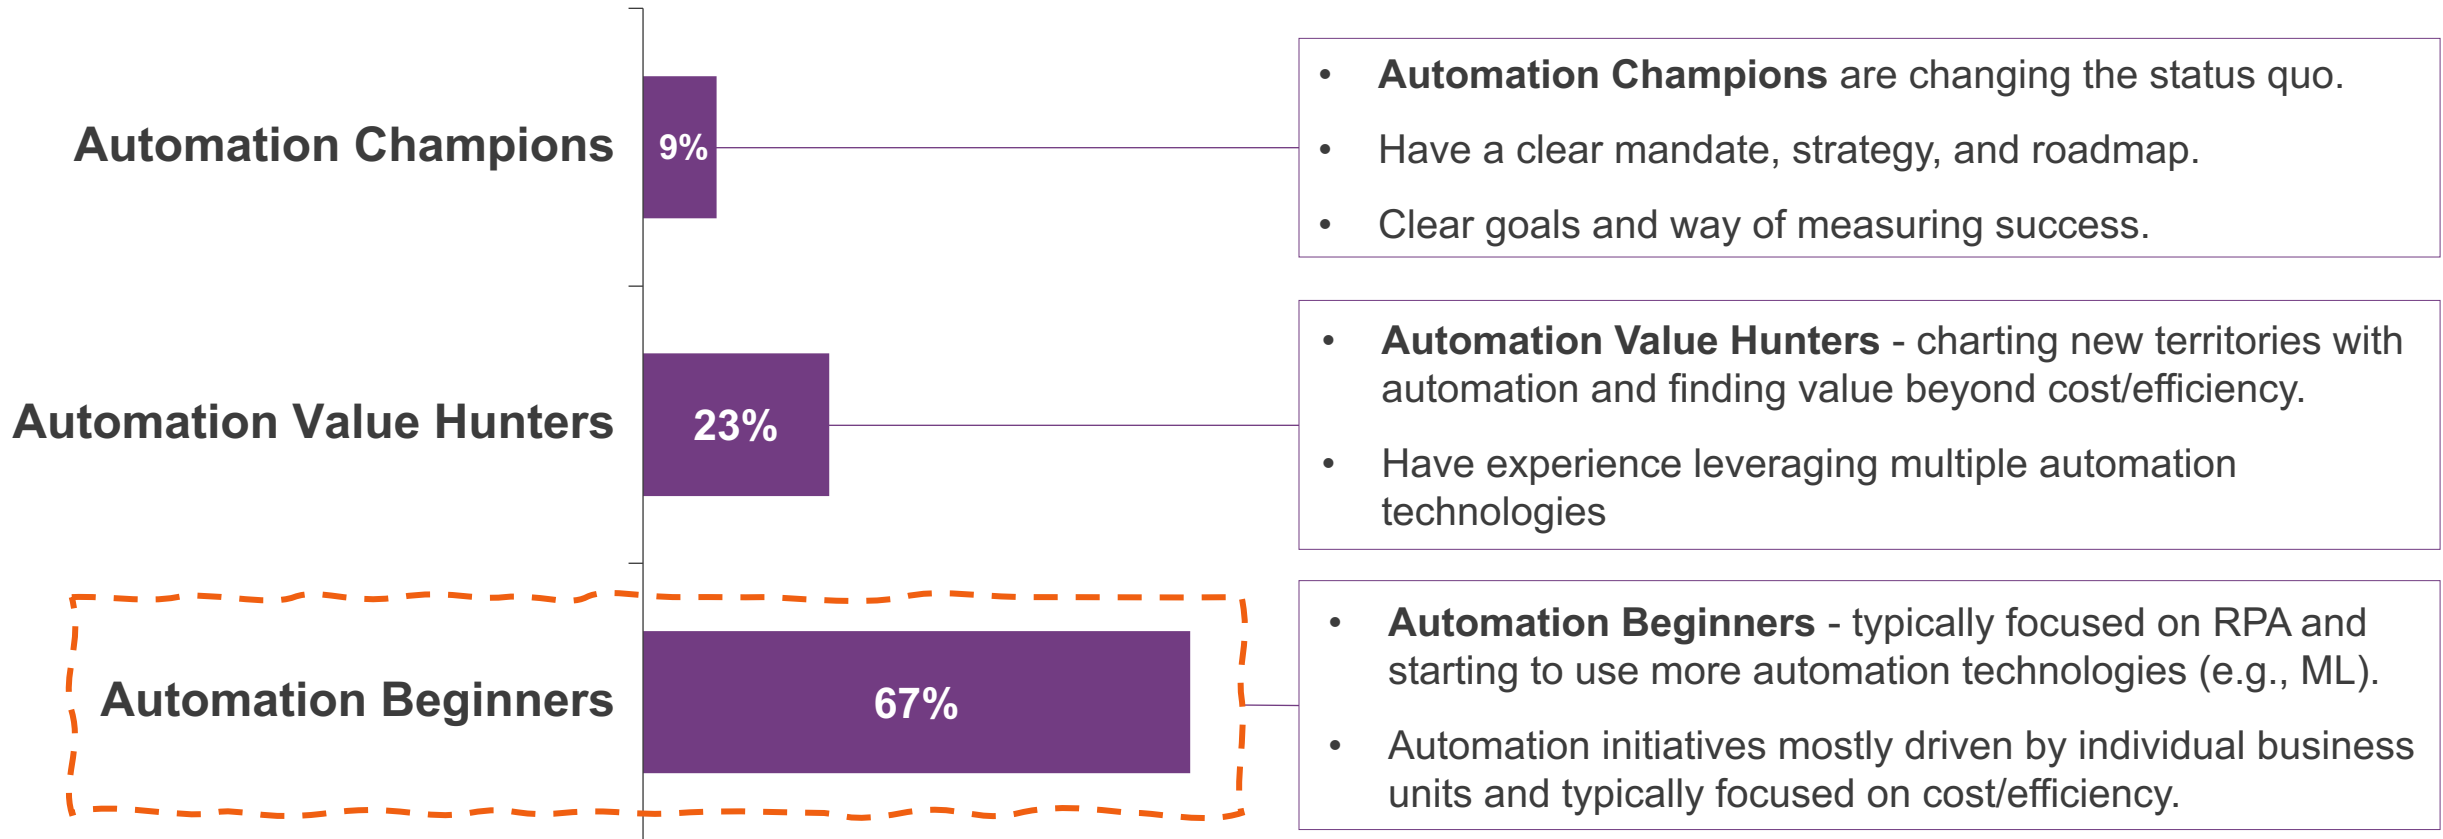 Automation Champions
9%
• Automation Champions are changing the status quo.
• Have a clear mandate, strategy, and roadmap.
• Clear goals and way of measuring success.
Automation Value Hunters
23%
• Automation Value Hunters - charting new territories with
automation and finding value beyond cost/efficiency.
• Have experience leveraging multiple automation
technologies
Automation Beginners
67%
• Automation Beginners - typically focused on RPA and
starting to use more automation technologies (e.g., ML).
• Automation initiatives mostly driven by individual business
units and typically focused on cost/efficiency.